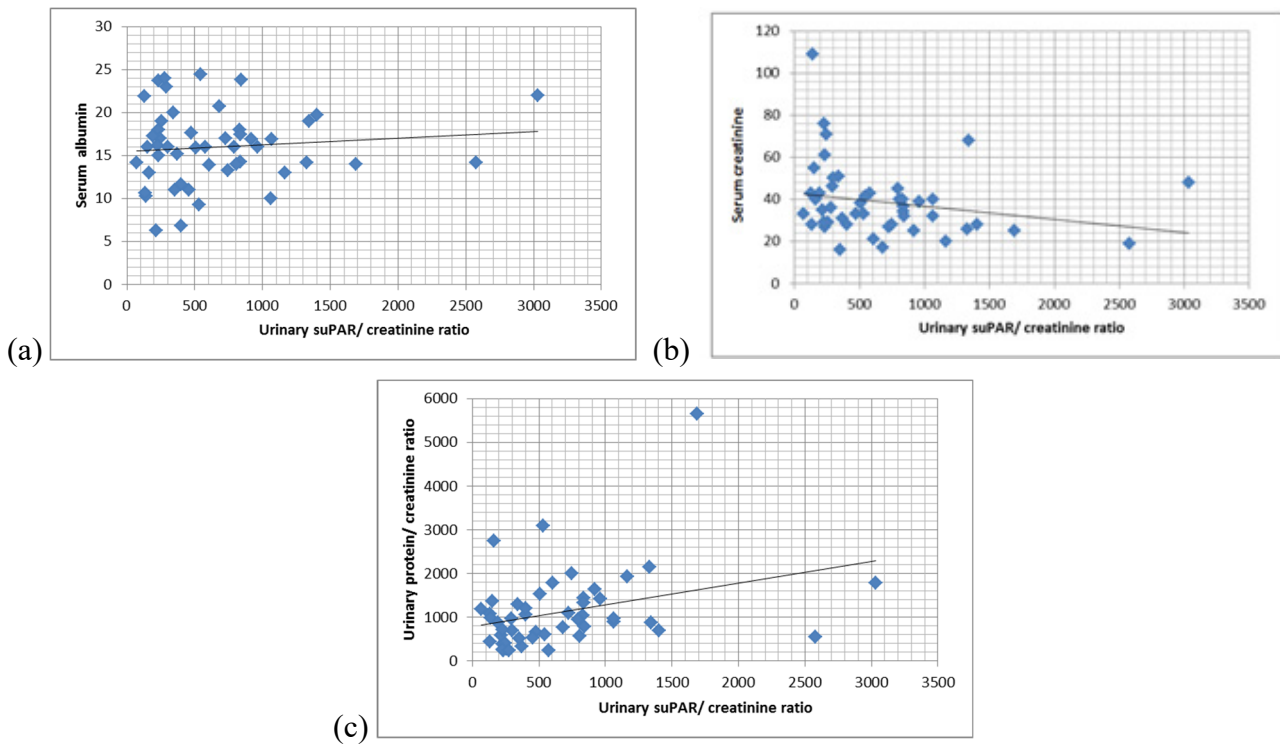 30
25
20
15
10
5
0
Serum albumin
0 500 1000 1500 2000 2500 3000 3500
Urinary suPAR/ creatinine ratio
(a)
120
100
80
60
40
20
0
Serum creatinine
0 500 1000 1500 2000 2500 3000 3500
Urinary suPAR/ creatinine ratio
(b)
6000
5000
4000
3000
2000
1000
0
Urinary protein/ creatinine ratio
0 500 1000 1500 2000 2500 3000 3500
Urinary suPAR/ creatinine ratio
(c)